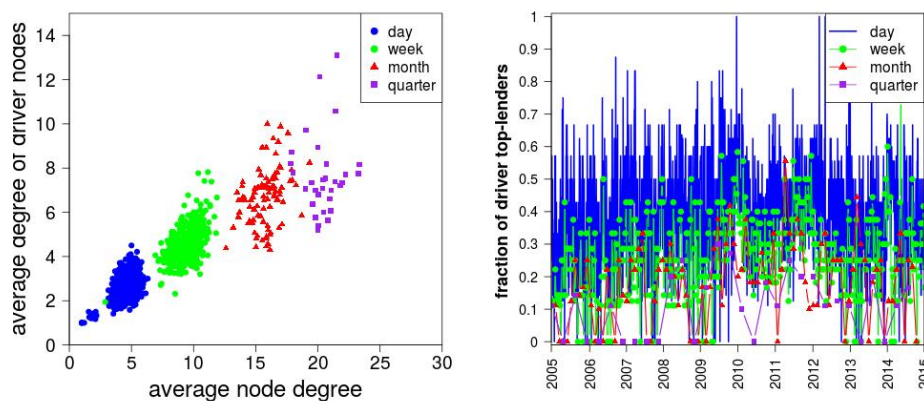 average degree or driver nodes
14
12
10
8
6
4
2
0
0 5 10 15 20 25 30
average node degree
day
week
month
quarter
fraction of driver top-lenders
1
0.9
0.8
0.7
0.6
0.5
0.4
0.3
0.2
0.1
0
2005 2006 2007 2008 2009 2010 2011 2012 2013 2014 2015
day
week
month
quarter